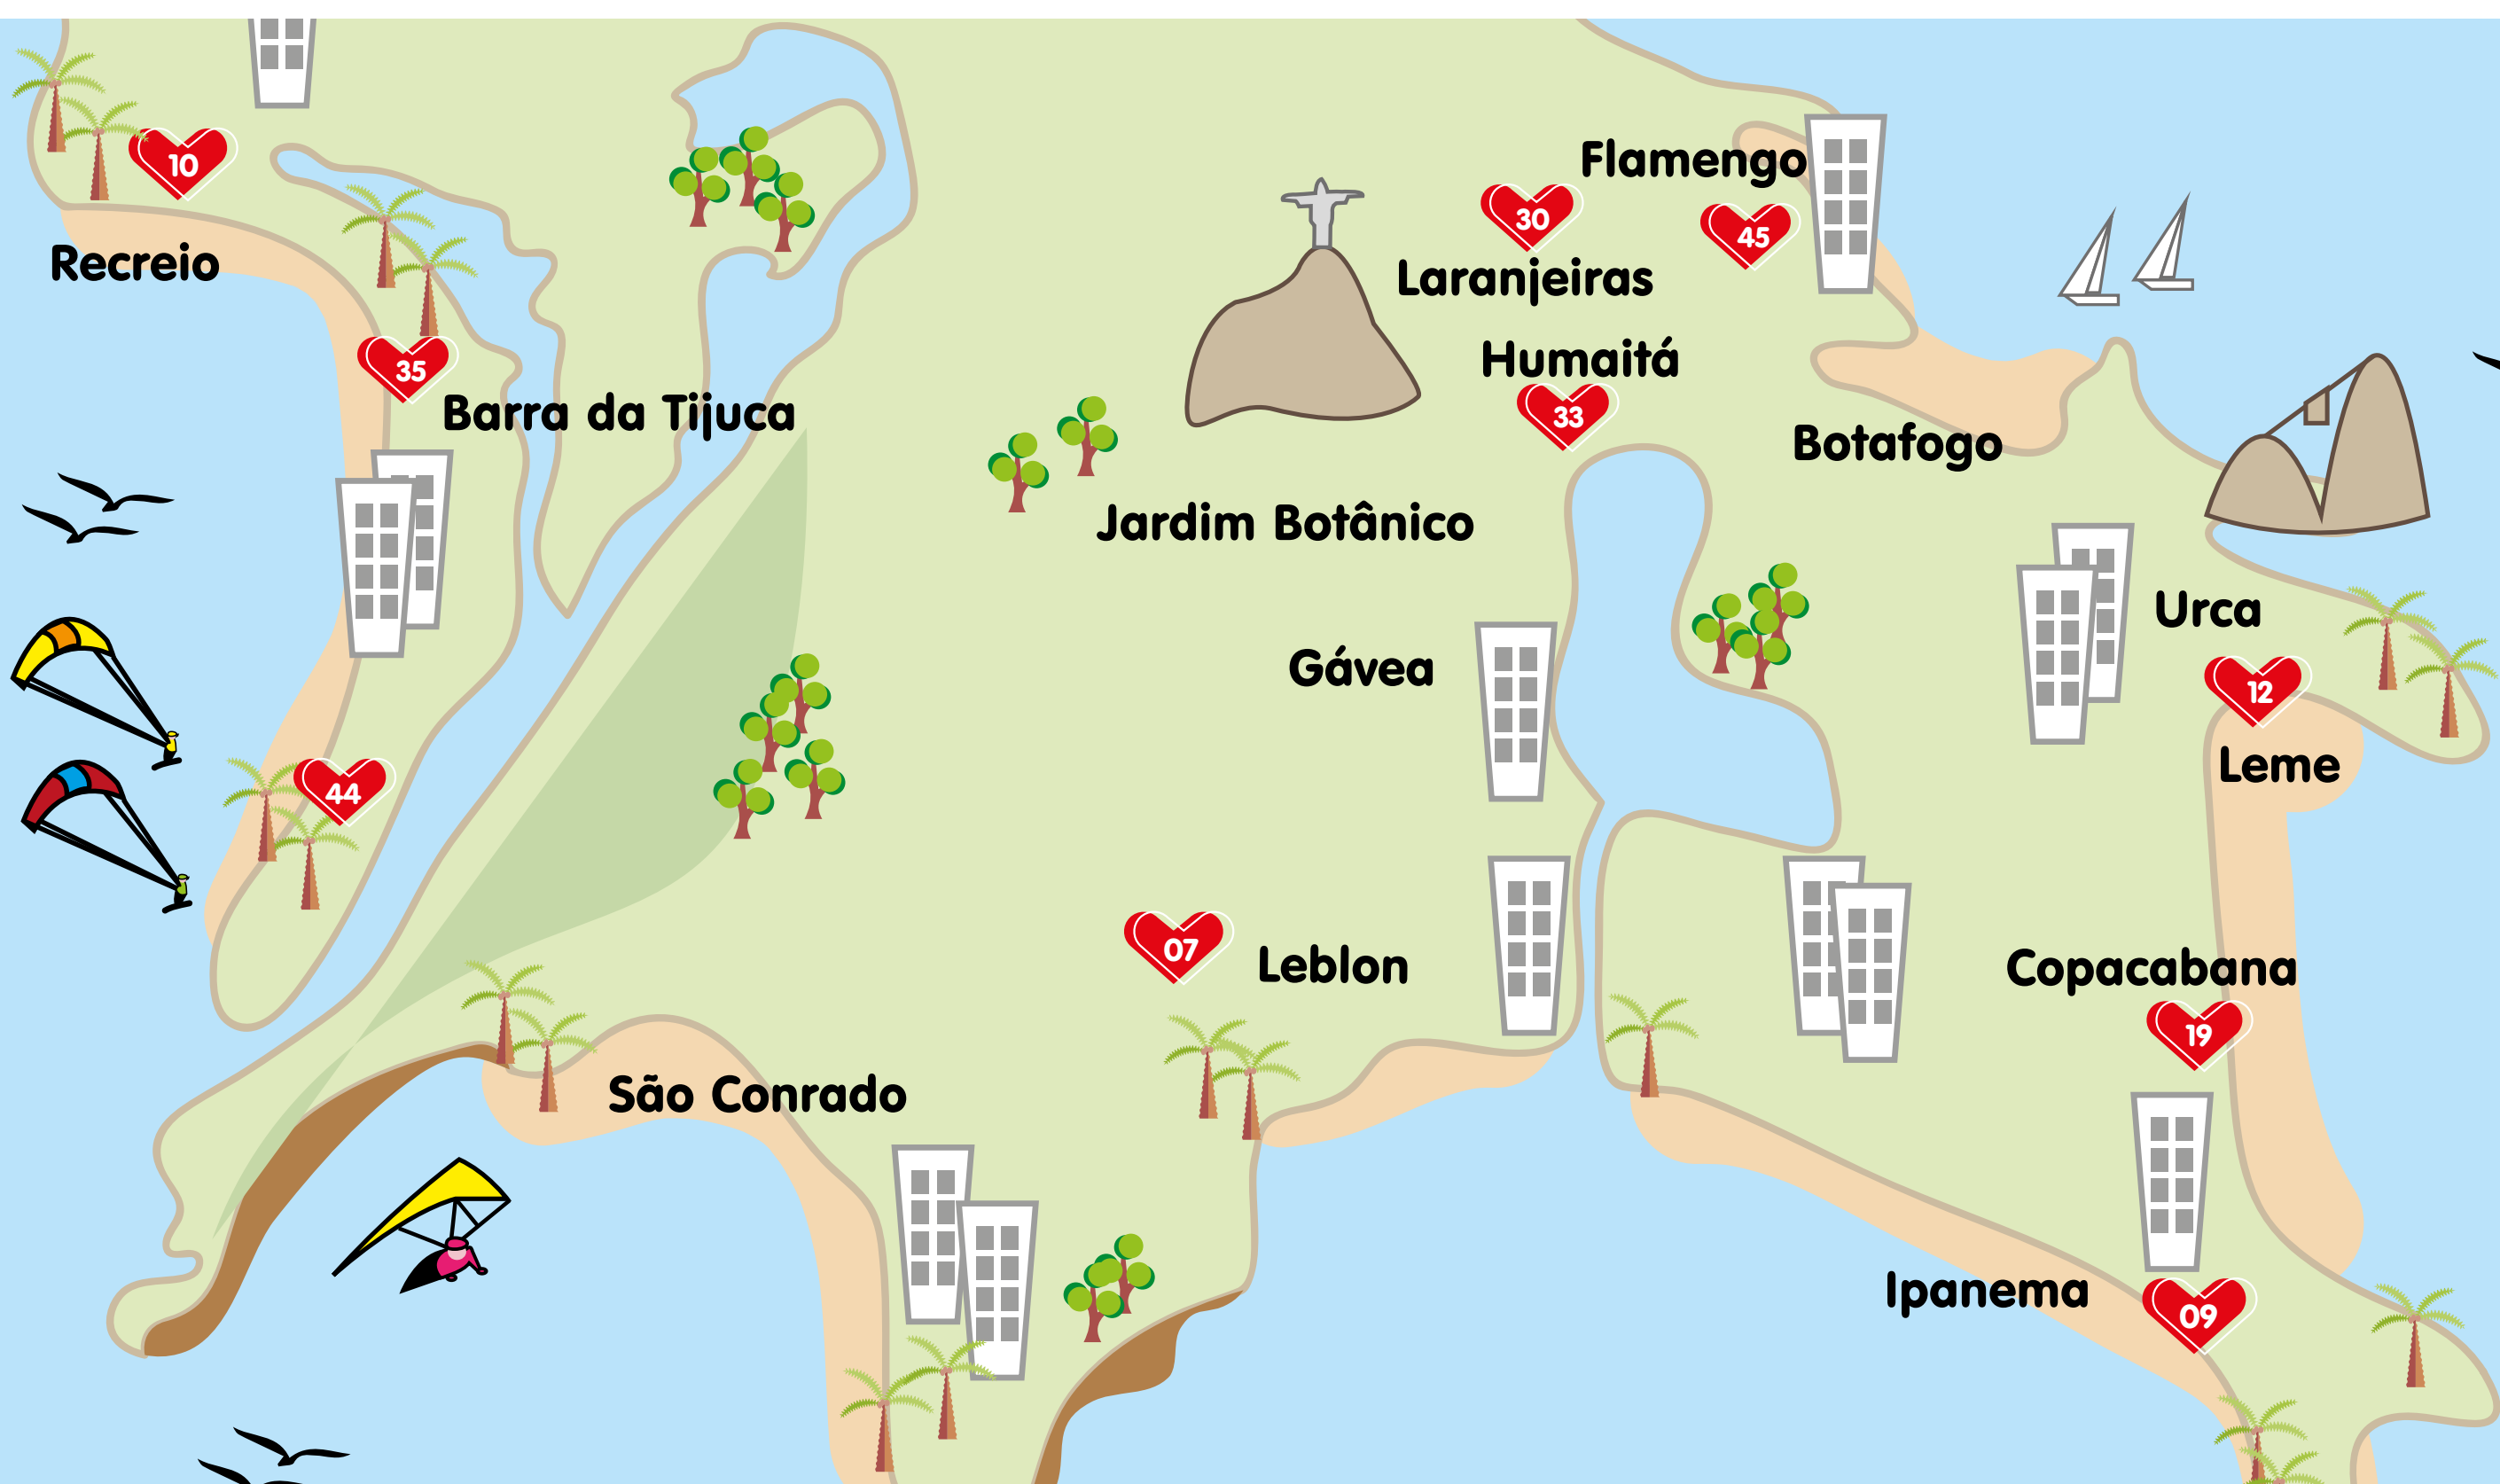 Flamengo
10
30
45
Recreio
Laranjeiras
Humaitá
35
Barra da Tijuca
33
Botafogo
Jardim Botânico
Urca
Gávea
12
Leme
44
07
Leblon
Copacabana
19
São Conrado
Ipanema
09